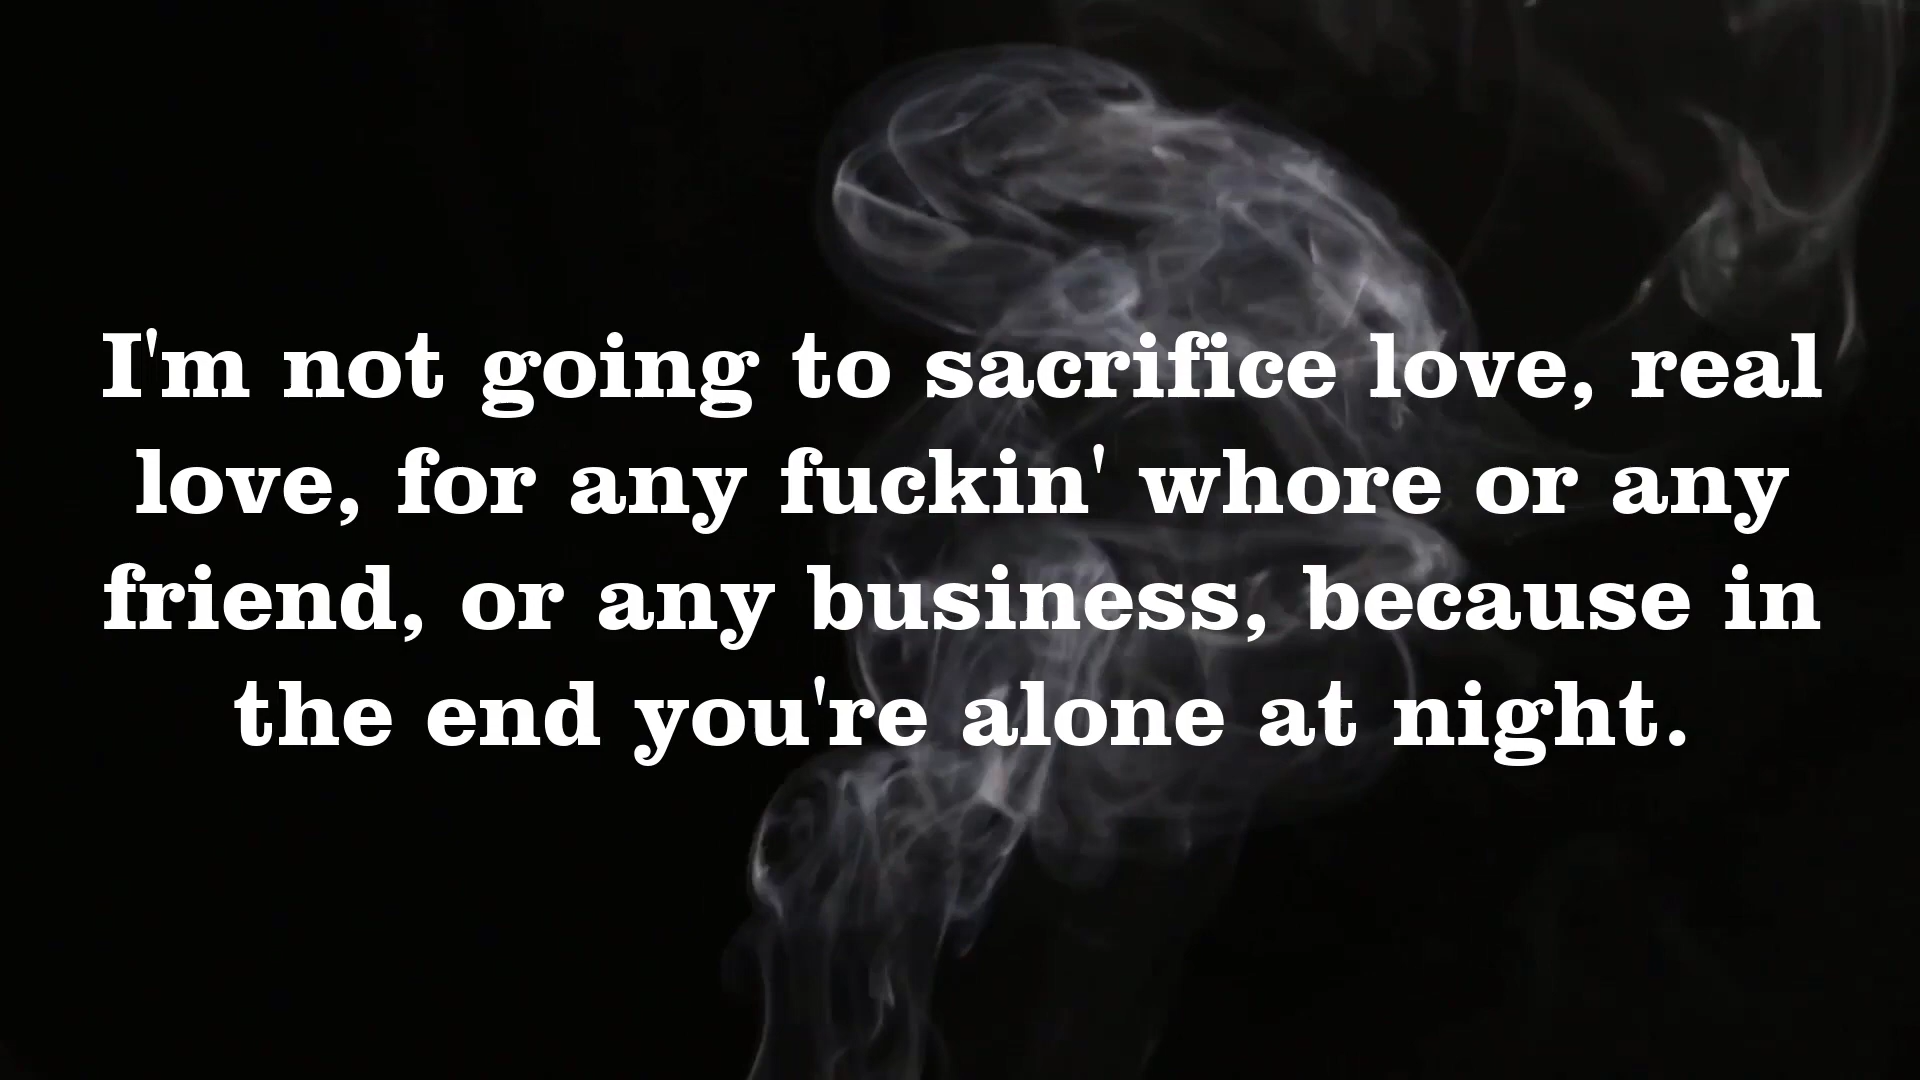 I'm not going to sacrifice love, real
love, for any fuckin' whore or any
friend, or any business, because in
the end you're alone at night.